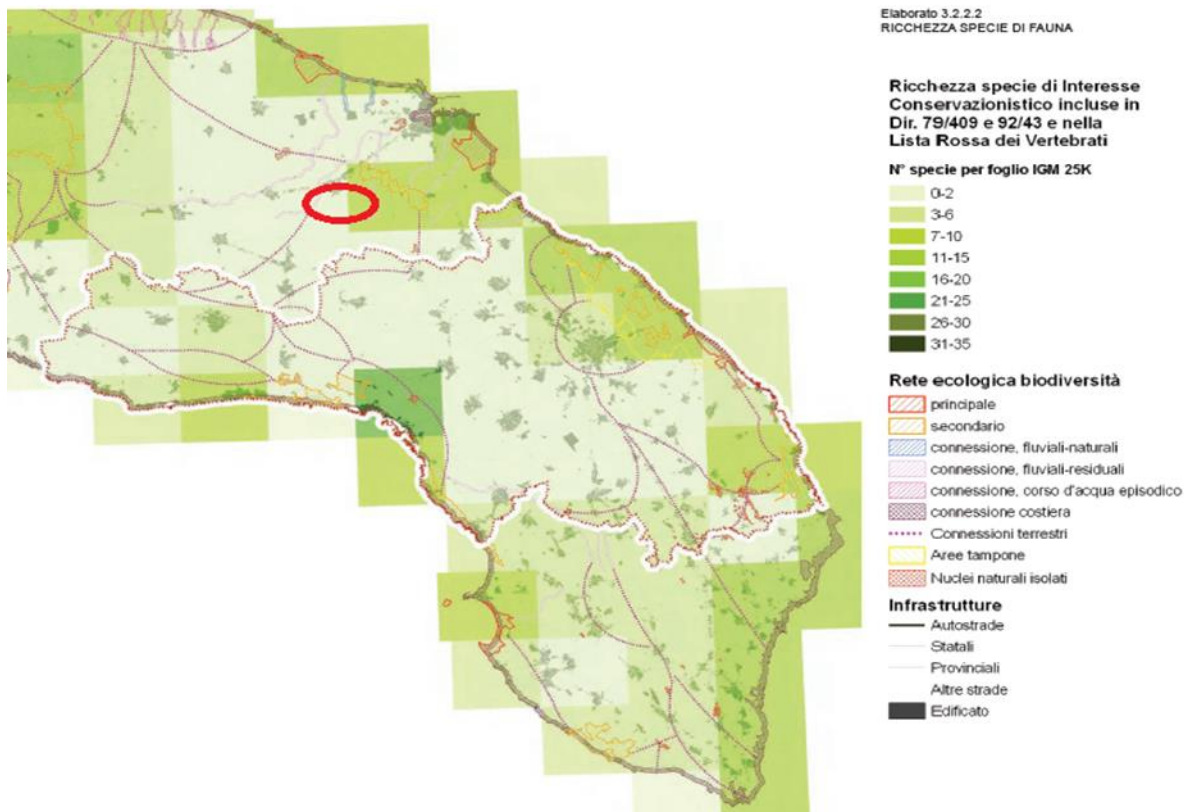 Elaborato 3.2.2.2
RICCHEZZA SPECIE DI FAUNA
Ricchezza specie di Interesse
Conservazionistico incluse in
Dir. 79/409 e 92/43 e nella
Lista Rossa dei Vertebrati
N° specie per foglio IGM 25K
0-2
3-6
7-10
11-15
16-20
21-25
26-30
31-35
Rete ecologica biodiversità
principale
secondario
connessione, fluviali-naturali
connessione, fluviali-residuali
connessione, corso d'acqua episodico
connessione costiera
Connessioni terrestri
Aree tampone
Nuclei naturali isolati
Infrastrutture
Autostrade
Statali
Provinciali
Altre strade
Edificato